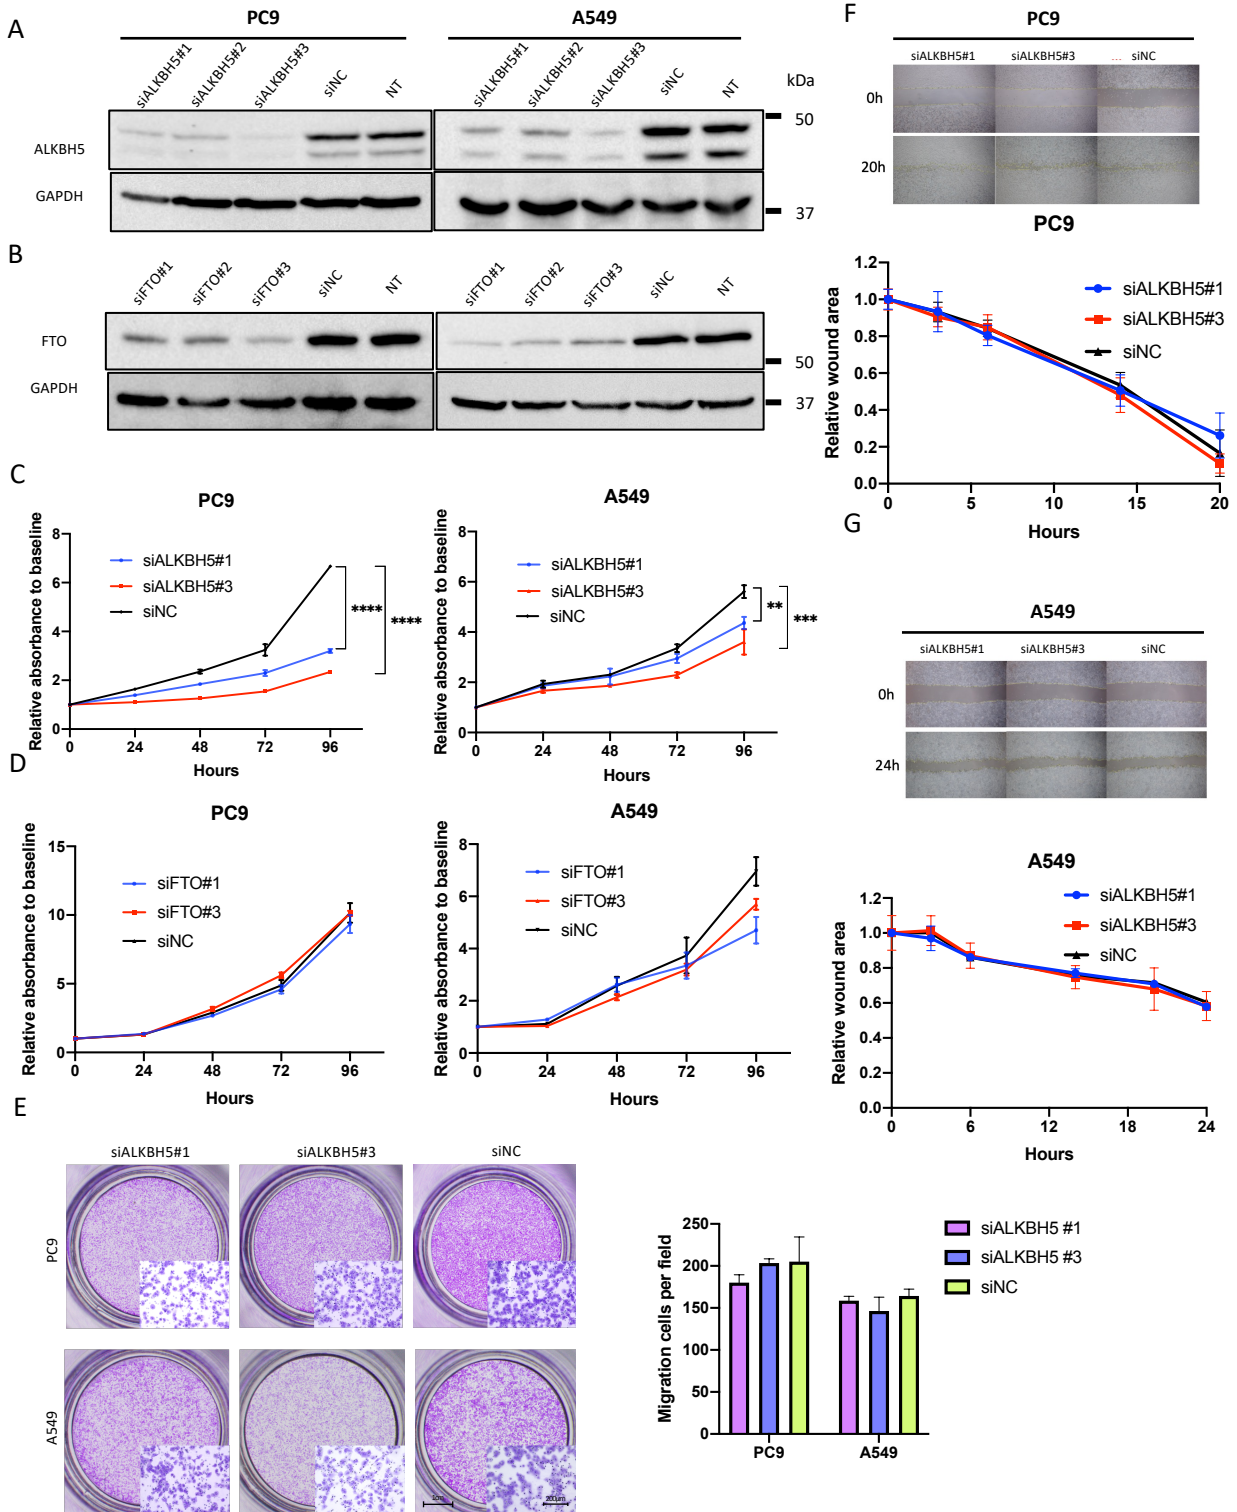 A
PC9
A549
siALKBH5#1
siALKBH5#2
siALKBH5#3
siNC
NT
siALKBH5#1
siALKBH5#2
siALKBH5#3
siNC
NT
kDa
ALKBH5
GAPDH
50
37
B
siFTO#1
siFTO#2
siFTO#3
siNC
NT
siFTO#1
siFTO#2
siFTO#3
siNC
NT
FTO
GAPDH
50
37
C
PC9
Relative absorbance to baseline
8
6
4
2
0
siALKBH5#1
siALKBH5#3
siNC
****
****
0 24 48 72 96
Hours
A549
Relative absorbance to baseline
8
6
4
2
0
siALKBH5#1
siALKBH5#3
siNC
**
***
0 24 48 72 96
Hours
D
PC9
Relative absorbance to baseline
15
10
5
0
siFTO#1
siFTO#3
siNC
0 24 48 72 96
Hours
A549
Relative absorbance to baseline
8
6
4
2
0
siFTO#1
siFTO#3
siNC
0 24 48 72 96
Hours
E
siALKBH5#1 siALKBH5#3 siNC
PC9
A549
1cm
200μm
Migration cells per field
250
200
150
100
50
0
PC9 A549
siALKBH5 #1
siALKBH5 #3
siNC
F
PC9
siALKBH5#1 siALKBH5#3 ... siNC
0h
20h
PC9
Relative wound area
1.2
1.0
0.8
0.6
0.4
0.2
0.0
siALKBH5#1
siALKBH5#3
siNC
0 5 10 15 20
Hours
G
A549
siALKBH5#1 siALKBH5#3 siNC
0h
24h
A549
Relative wound area
1.2
1.0
0.8
0.6
0.4
0.2
0.0
siALKBH5#1
siALKBH5#3
siNC
0 6 12 18 24
Hours